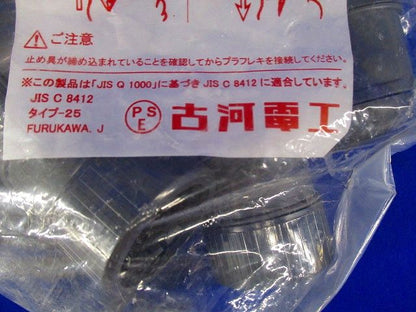 ご注意
止め具が締め込まれていることを確認してからプラフレキを接続してください。
※この製品は「JIS Q 1000」に基づき JIS C 8412 に適合しています。
JIS C 8412
タイプ-25
FURUKAWA. J
PS
E
古河電工